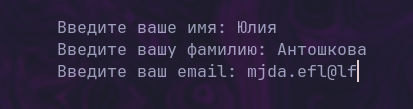 Введите ваше имя: Юлия
Введите вашу фамилию: Антошкова
Введите ваш email: mjda.efl@lf